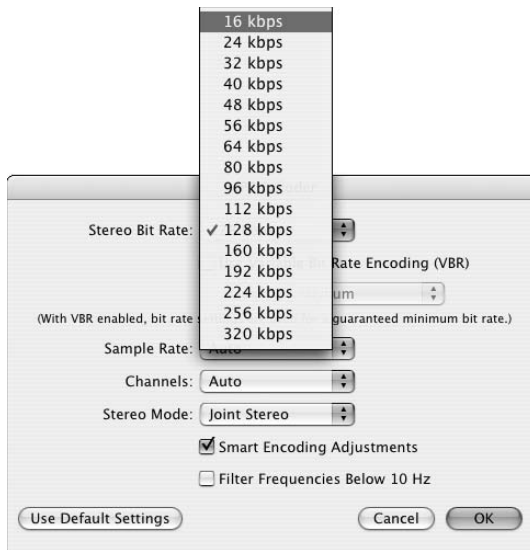 16 kbps
24 kbps
32 kbps
40 kbps
48 kbps
56 kbps
64 kbps
80 kbps
96 kbps
112 kbps
Stereo Bit Rate: ✓ 128 kbps
160 kbps
Rate Encoding (VBR)
192 kbps
224 kbps
(With VBR enabled, bit rate
guaranteed minimum bit rate.)
256 kbps
320 kbps
Sample Rate: Auto
Channels: Auto
Stereo Mode: Joint Stereo
Smart Encoding Adjustments
Filter Frequencies Below 10 Hz
Use Default Settings
Cancel
OK